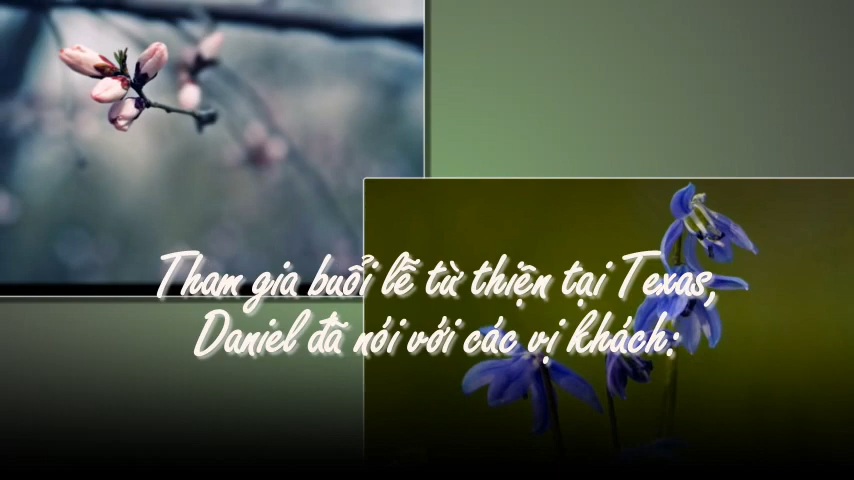 Tham gia buổi lễ từ thiện tại Texas,
Daniel đã nói với các vị khách: